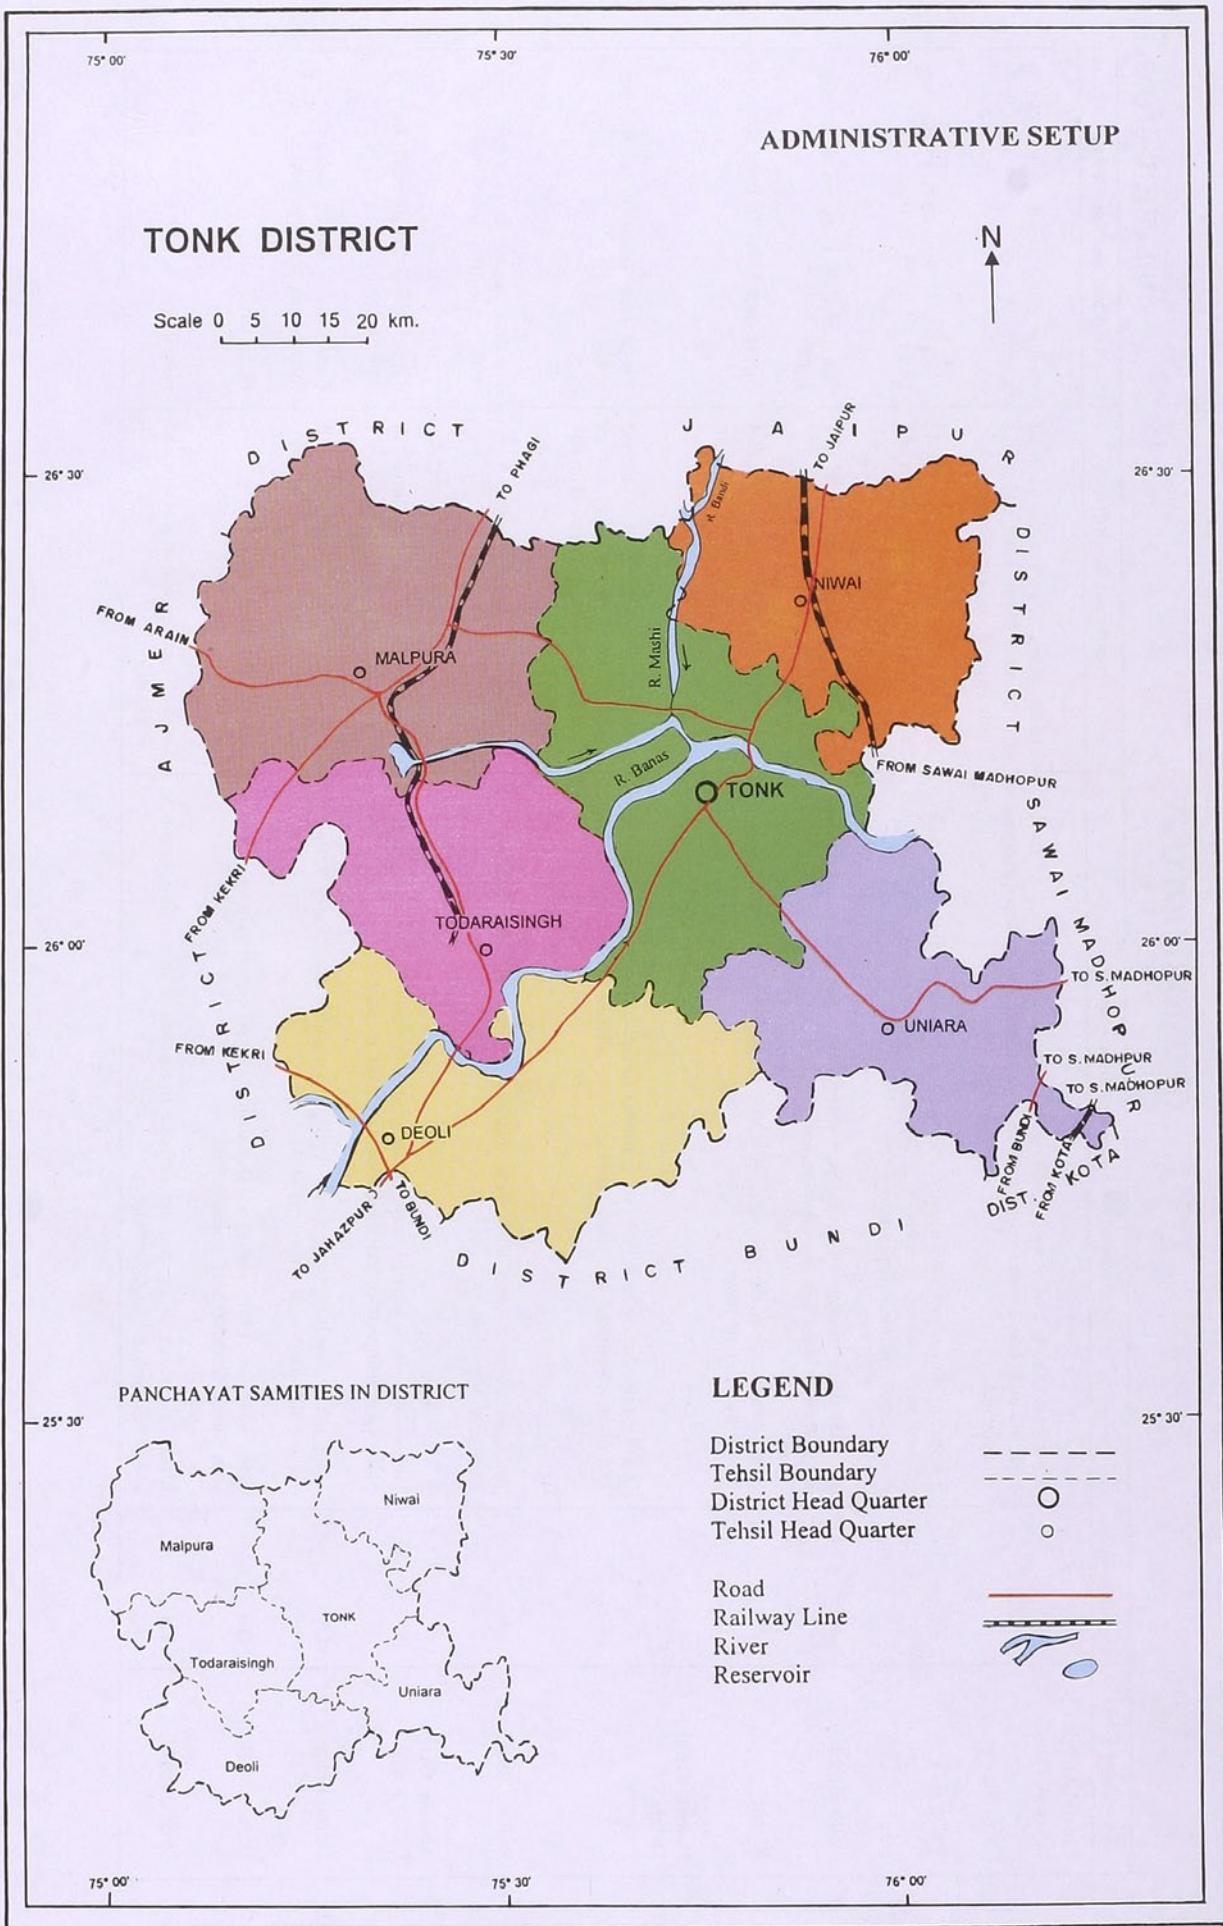 75° 00'
75° 30'
76° 00'
ADMINISTRATIVE SETUP
TONK DISTRICT
N
Scale 0 5 10 15 20 km.
DISTRICT
JAIPUR
DISTRICT
TO PHAGI
TO JAIPUR
26° 30'
26° 30'
R. Bandi
NIWAI
FROM ARAIN
AJMER
MALPURA
R. Mashi
R. Banas
TONK
FROM SAWAI MADHOPUR
SAWAI MADHOPUR
FROM KEKRI
TODARAISINGH
26° 00'
26° 00'
DISTRICT
TO S.MADHOPUR
UNIARA
FROM KEKRI
TO S.MADHPUR
TO S.MADHOPUR
DEOLI
FROM BUNDI
FROM KOTA
DIST. KOTA
TO JAHAZPUR
TO BUNDI
DISTRICT BUNDI
PANCHAYAT SAMITIES IN DISTRICT
25° 30'
25° 30'
Niwai
Malpura
TONK
Todaraisingh
Uniara
Deoli
LEGEND
District Boundary
Tehsil Boundary
District Head Quarter
Tehsil Head Quarter
Road
Railway Line
River
Reservoir
75° 00'
75° 30'
76° 00'